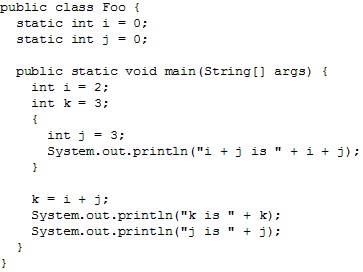 public class Foo {
  static int i = 0;
  static int j = 0;

  public static void main(String[] args) {
    int i = 2;
    int k = 3;
    {
      int j = 3;
      System.out.println("i + j is " + i + j);
    }

    k = i + j;
    System.out.println("k is " + k);
    System.out.println("j is " + j);
  }
}